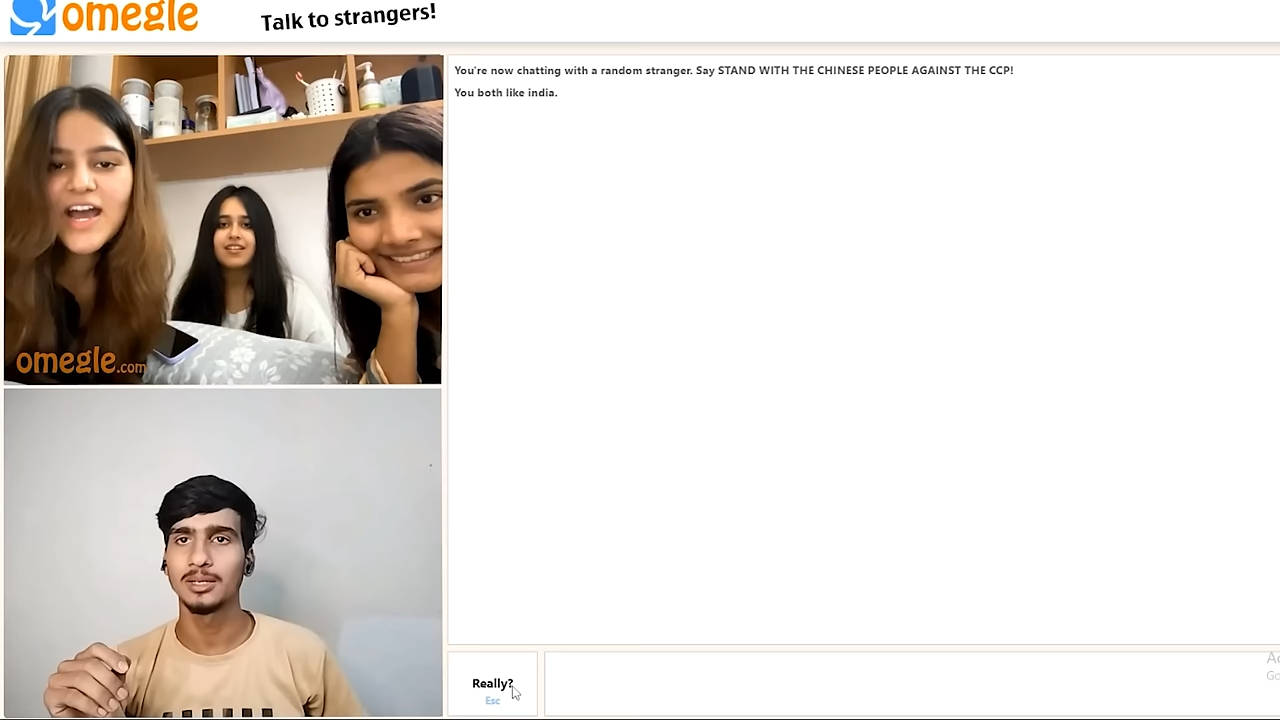 omegle
Talk to strangers!
You're now chatting with a random stranger. Say STAND WITH THE CHINESE PEOPLE AGAINST THE CCP!
You both like india.
omegle.com
Really?
Esc